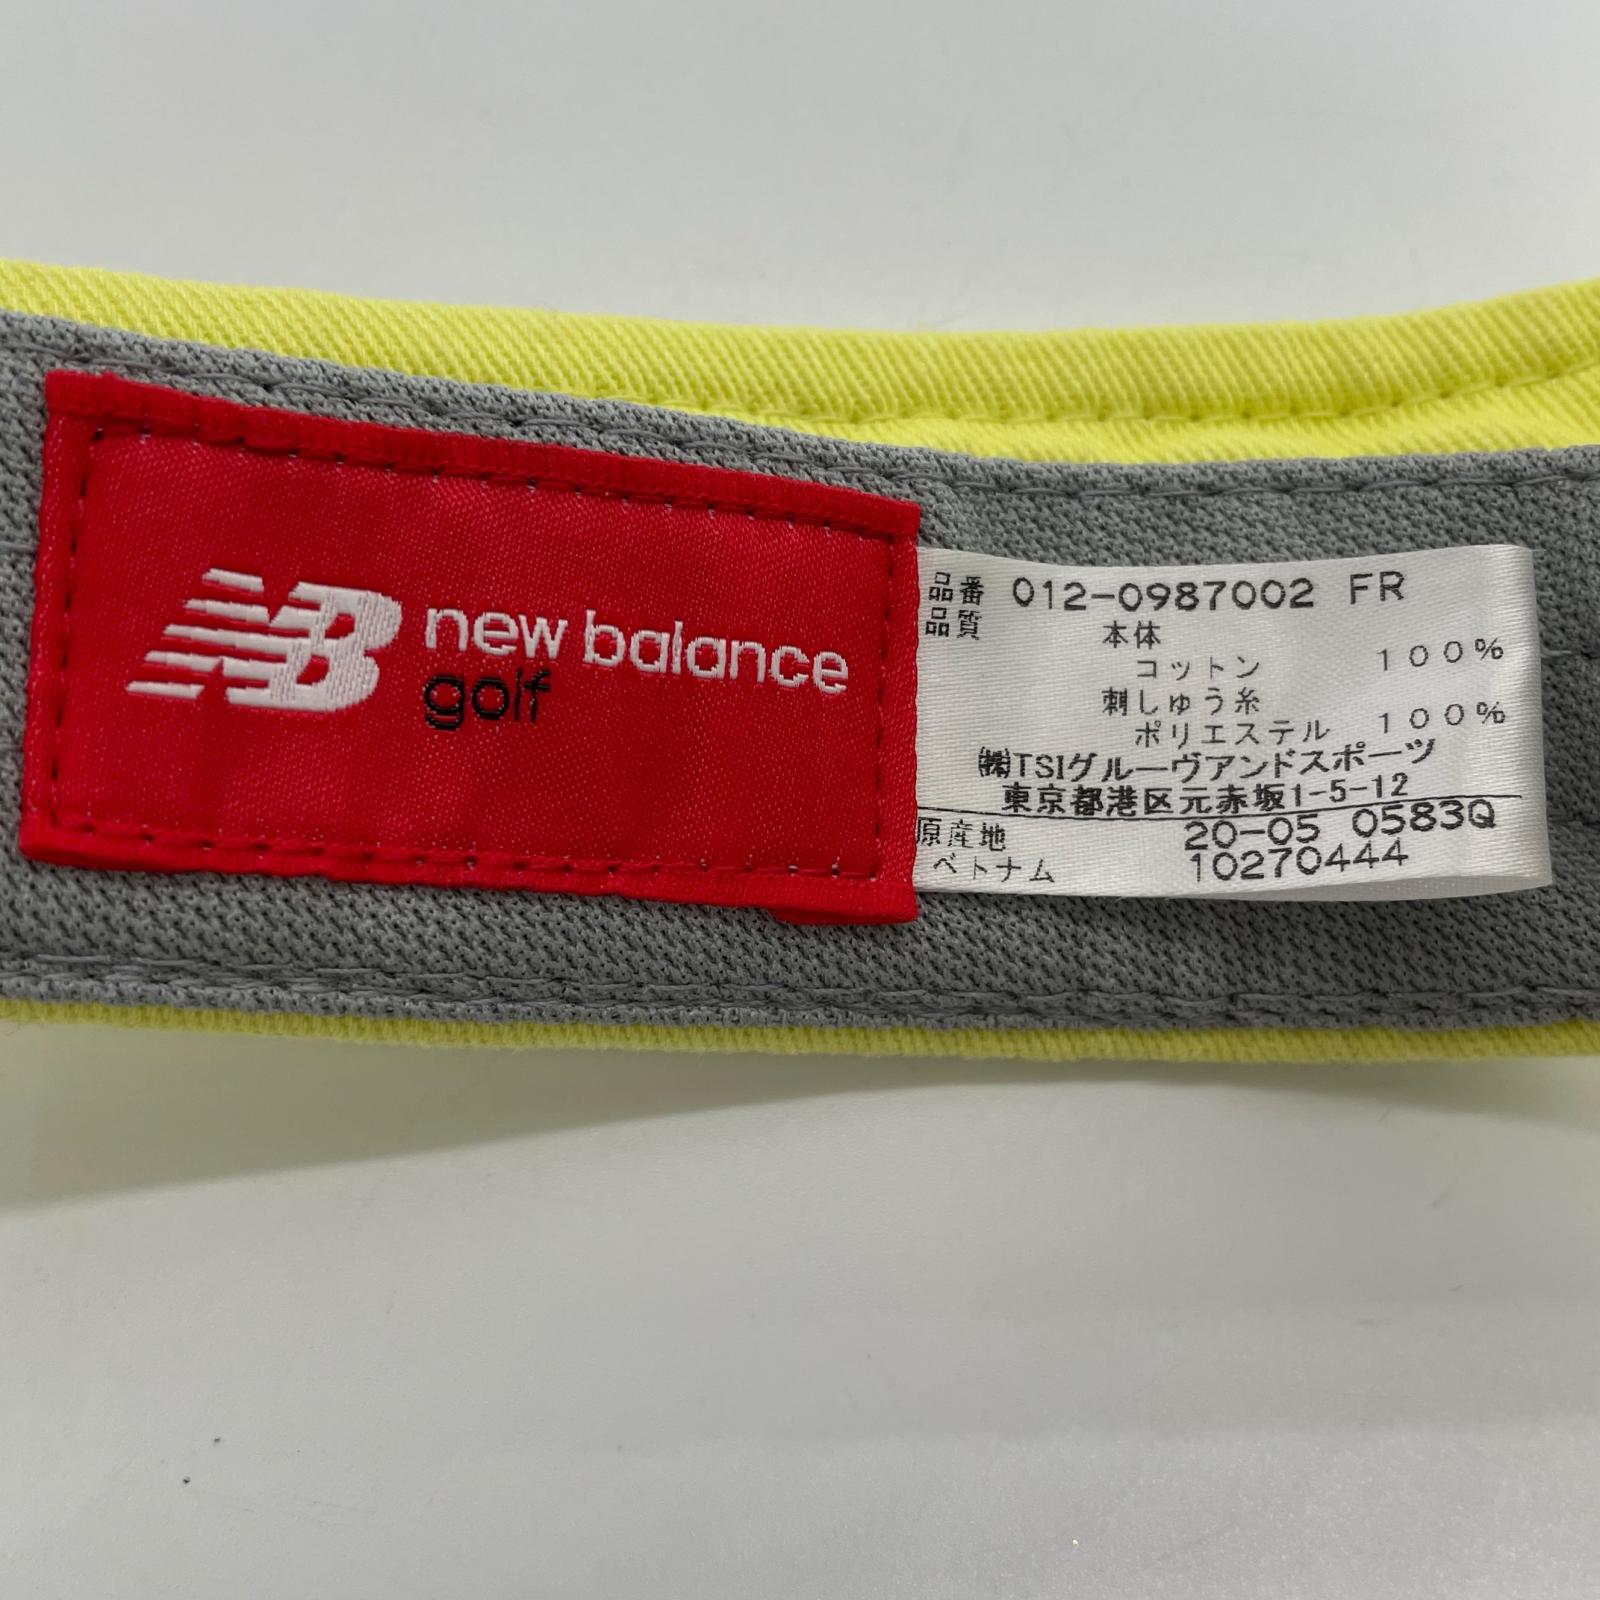 NB new balance
golf
品番 012-0987002 FR
品質
本体
コットン 100%
刺しゅう糸
ポリエステル 100%
㈱TSIグルーヴアンドスポーツ
東京都港区元赤坂1-5-12
原産地 20-05 0583Q
ベトナム 10270444